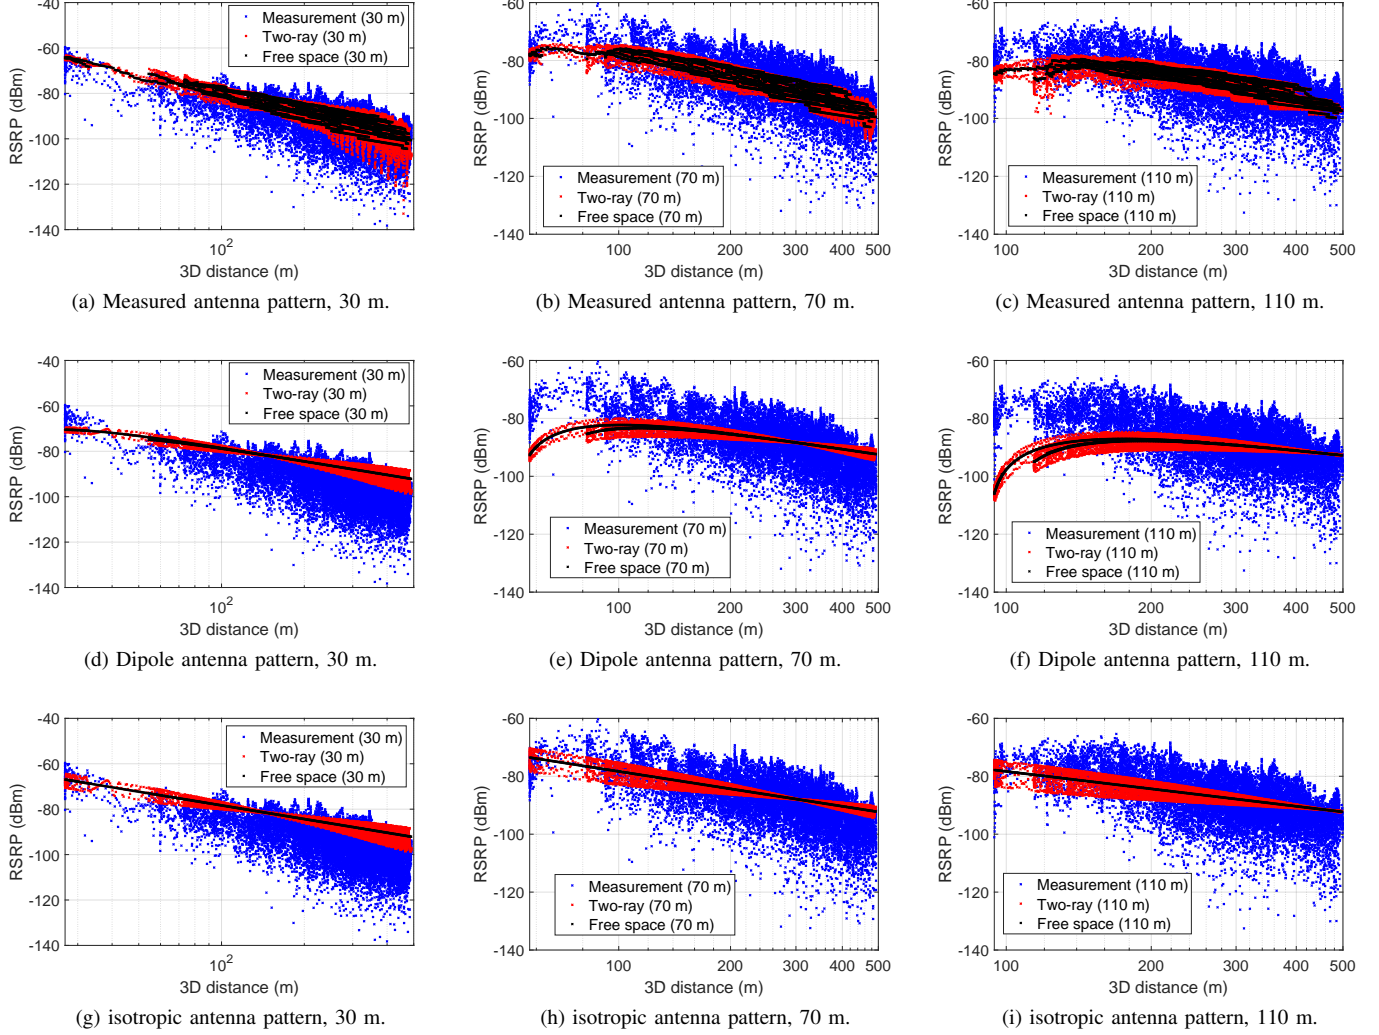 -40
-60
-80
-100
-120
-140
RSRP (dBm)
Measurement (30 m)
Two-ray (30 m)
Free space (30 m)
10²
3D distance (m)
(a) Measured antenna pattern, 30 m.
-60
-80
-100
-120
-140
RSRP (dBm)
Measurement (70 m)
Two-ray (70 m)
Free space (70 m)
100 200 300 400 500
3D distance (m)
(b) Measured antenna pattern, 70 m.
-60
-80
-100
-120
-140
RSRP (dBm)
Measurement (110 m)
Two-ray (110 m)
Free space (110 m)
100 200 300 400 500
3D distance (m)
(c) Measured antenna pattern, 110 m.
-40
-60
-80
-100
-120
-140
RSRP (dBm)
Measurement (30 m)
Two-ray (30 m)
Free space (30 m)
10²
3D distance (m)
(d) Dipole antenna pattern, 30 m.
-60
-80
-100
-120
-140
RSRP (dBm)
Measurement (70 m)
Two-ray (70 m)
Free space (70 m)
100 200 300 400 500
3D distance (m)
(e) Dipole antenna pattern, 70 m.
-60
-80
-100
-120
-140
RSRP (dBm)
Measurement (110 m)
Two-ray (110 m)
Free space (110 m)
100 200 300 400 500
3D distance (m)
(f) Dipole antenna pattern, 110 m.
-40
-60
-80
-100
-120
-140
RSRP (dBm)
Measurement (30 m)
Two-ray (30 m)
Free space (30 m)
10²
3D distance (m)
(g) isotropic antenna pattern, 30 m.
-60
-80
-100
-120
-140
RSRP (dBm)
Measurement (70 m)
Two-ray (70 m)
Free space (70 m)
100 200 300 400 500
3D distance (m)
(h) isotropic antenna pattern, 70 m.
-60
-80
-100
-120
-140
RSRP (dBm)
Measurement (110 m)
Two-ray (110 m)
Free space (110 m)
100 200 300 400 500
3D distance (m)
(i) isotropic antenna pattern, 110 m.